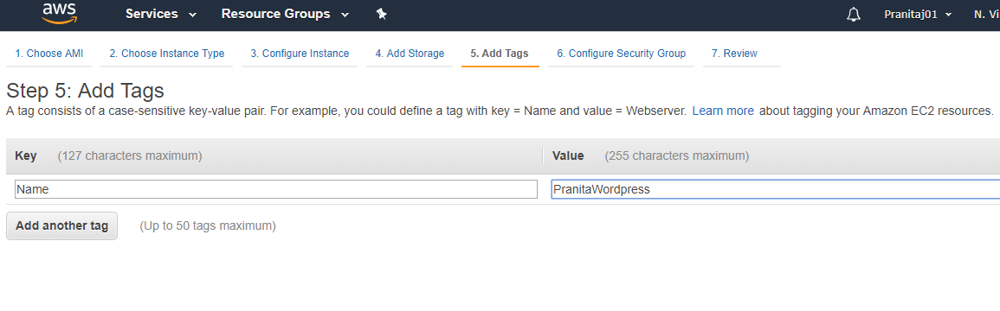 aws Services Resource Groups Pranitaj01 N. Vi
1. Choose AMI 2. Choose Instance Type 3. Configure Instance 4. Add Storage 5. Add Tags 6. Configure Security Group 7. Review
Step 5: Add Tags
A tag consists of a case-sensitive key-value pair. For example, you could define a tag with key = Name and value = Webserver. Learn more about tagging your Amazon EC2 resources.
Key (127 characters maximum) Value (255 characters maximum)
Name PranitaWordpress
Add another tag (Up to 50 tags maximum)